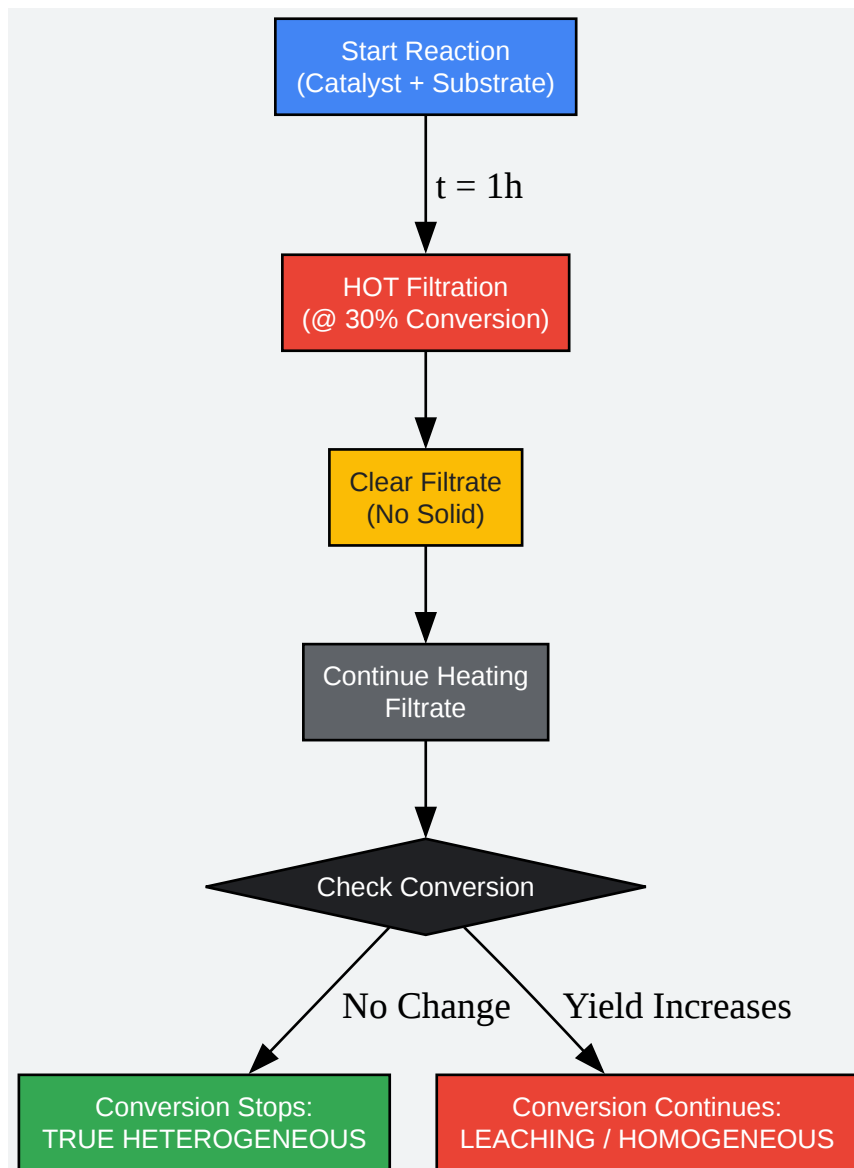 Start Reaction
(Catalyst + Substrate)
t = 1h
HOT Filtration
(@ 30% Conversion)
Clear Filtrate
(No Solid)
Continue Heating
Filtrate
Check Conversion
No Change
Yield Increases
Conversion Stops:
TRUE HETEROGENEOUS
Conversion Continues:
LEACHING / HOMOGENEOUS